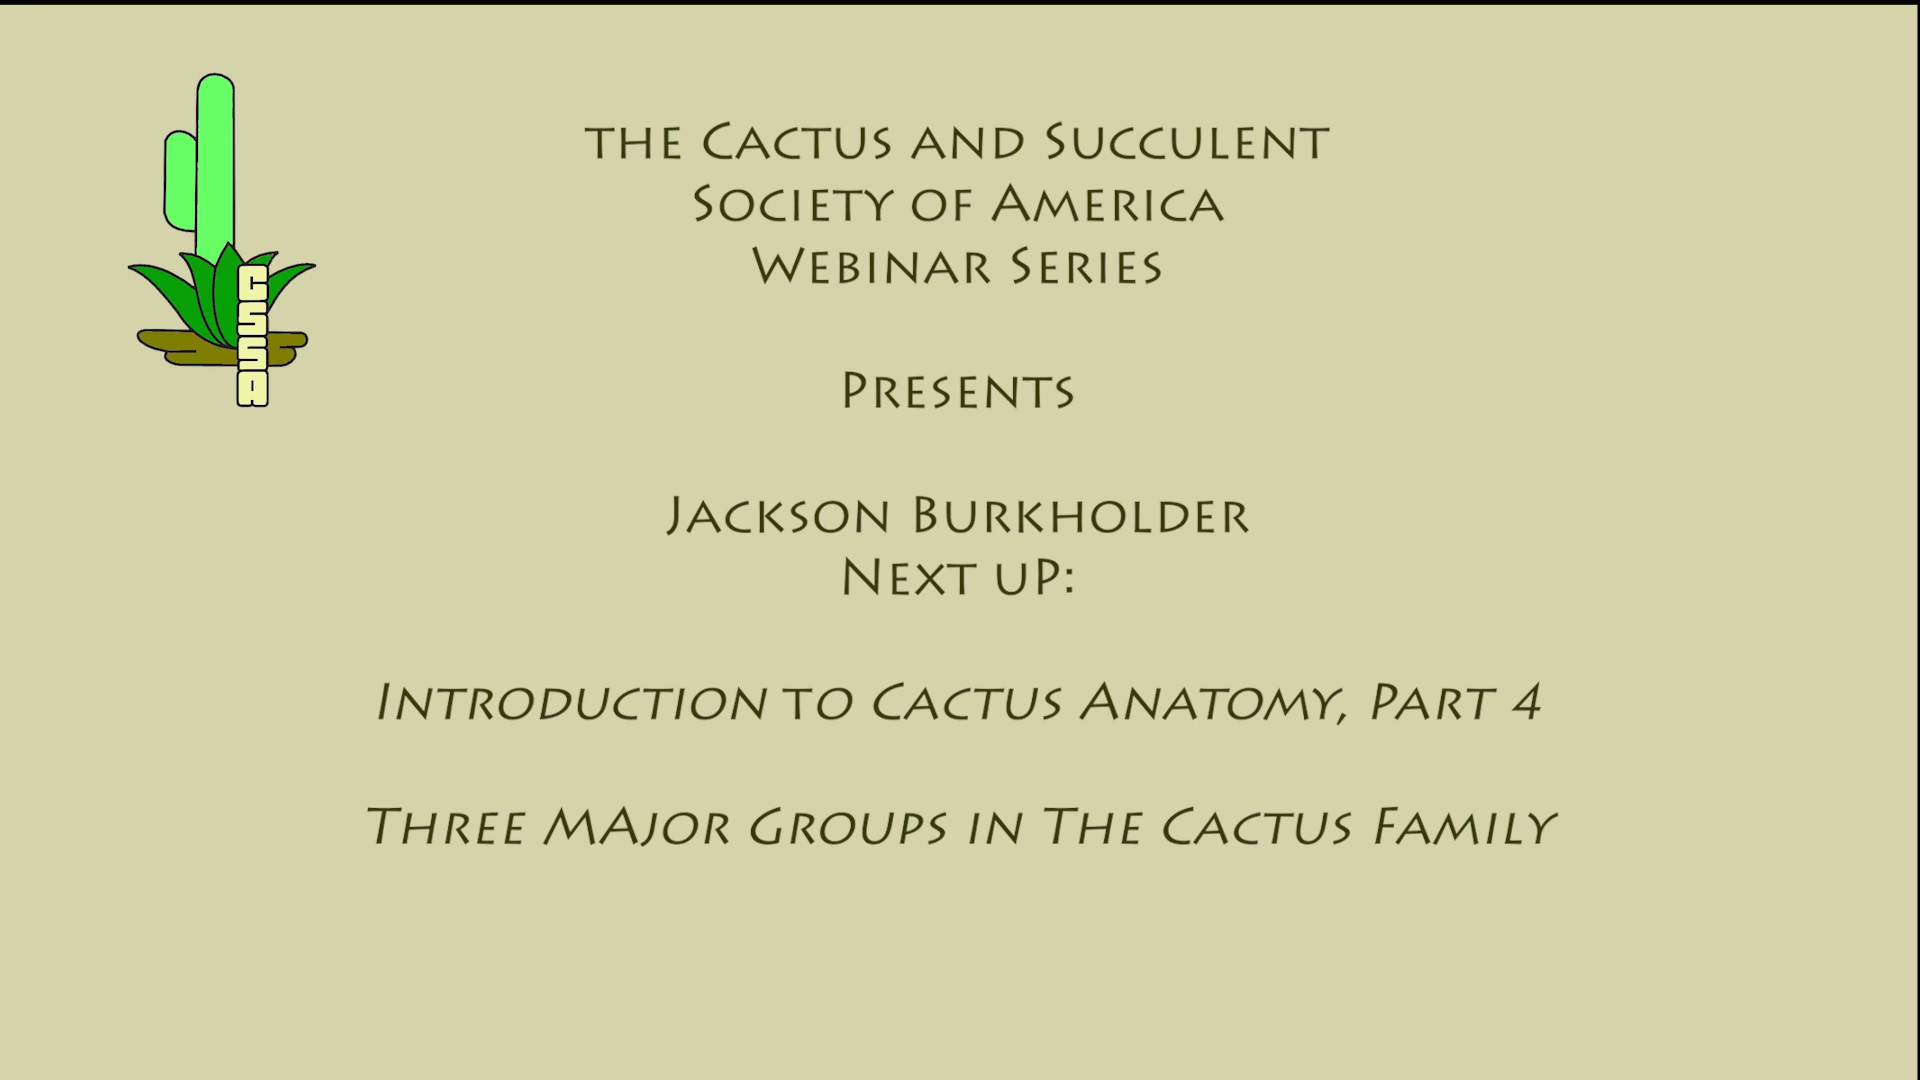 CSSA
the Cactus and Succulent
Society of America
Webinar Series
Presents
Jackson Burkholder
Next uP:
Introduction to Cactus Anatomy, Part 4
Three MAjor Groups in The Cactus Family